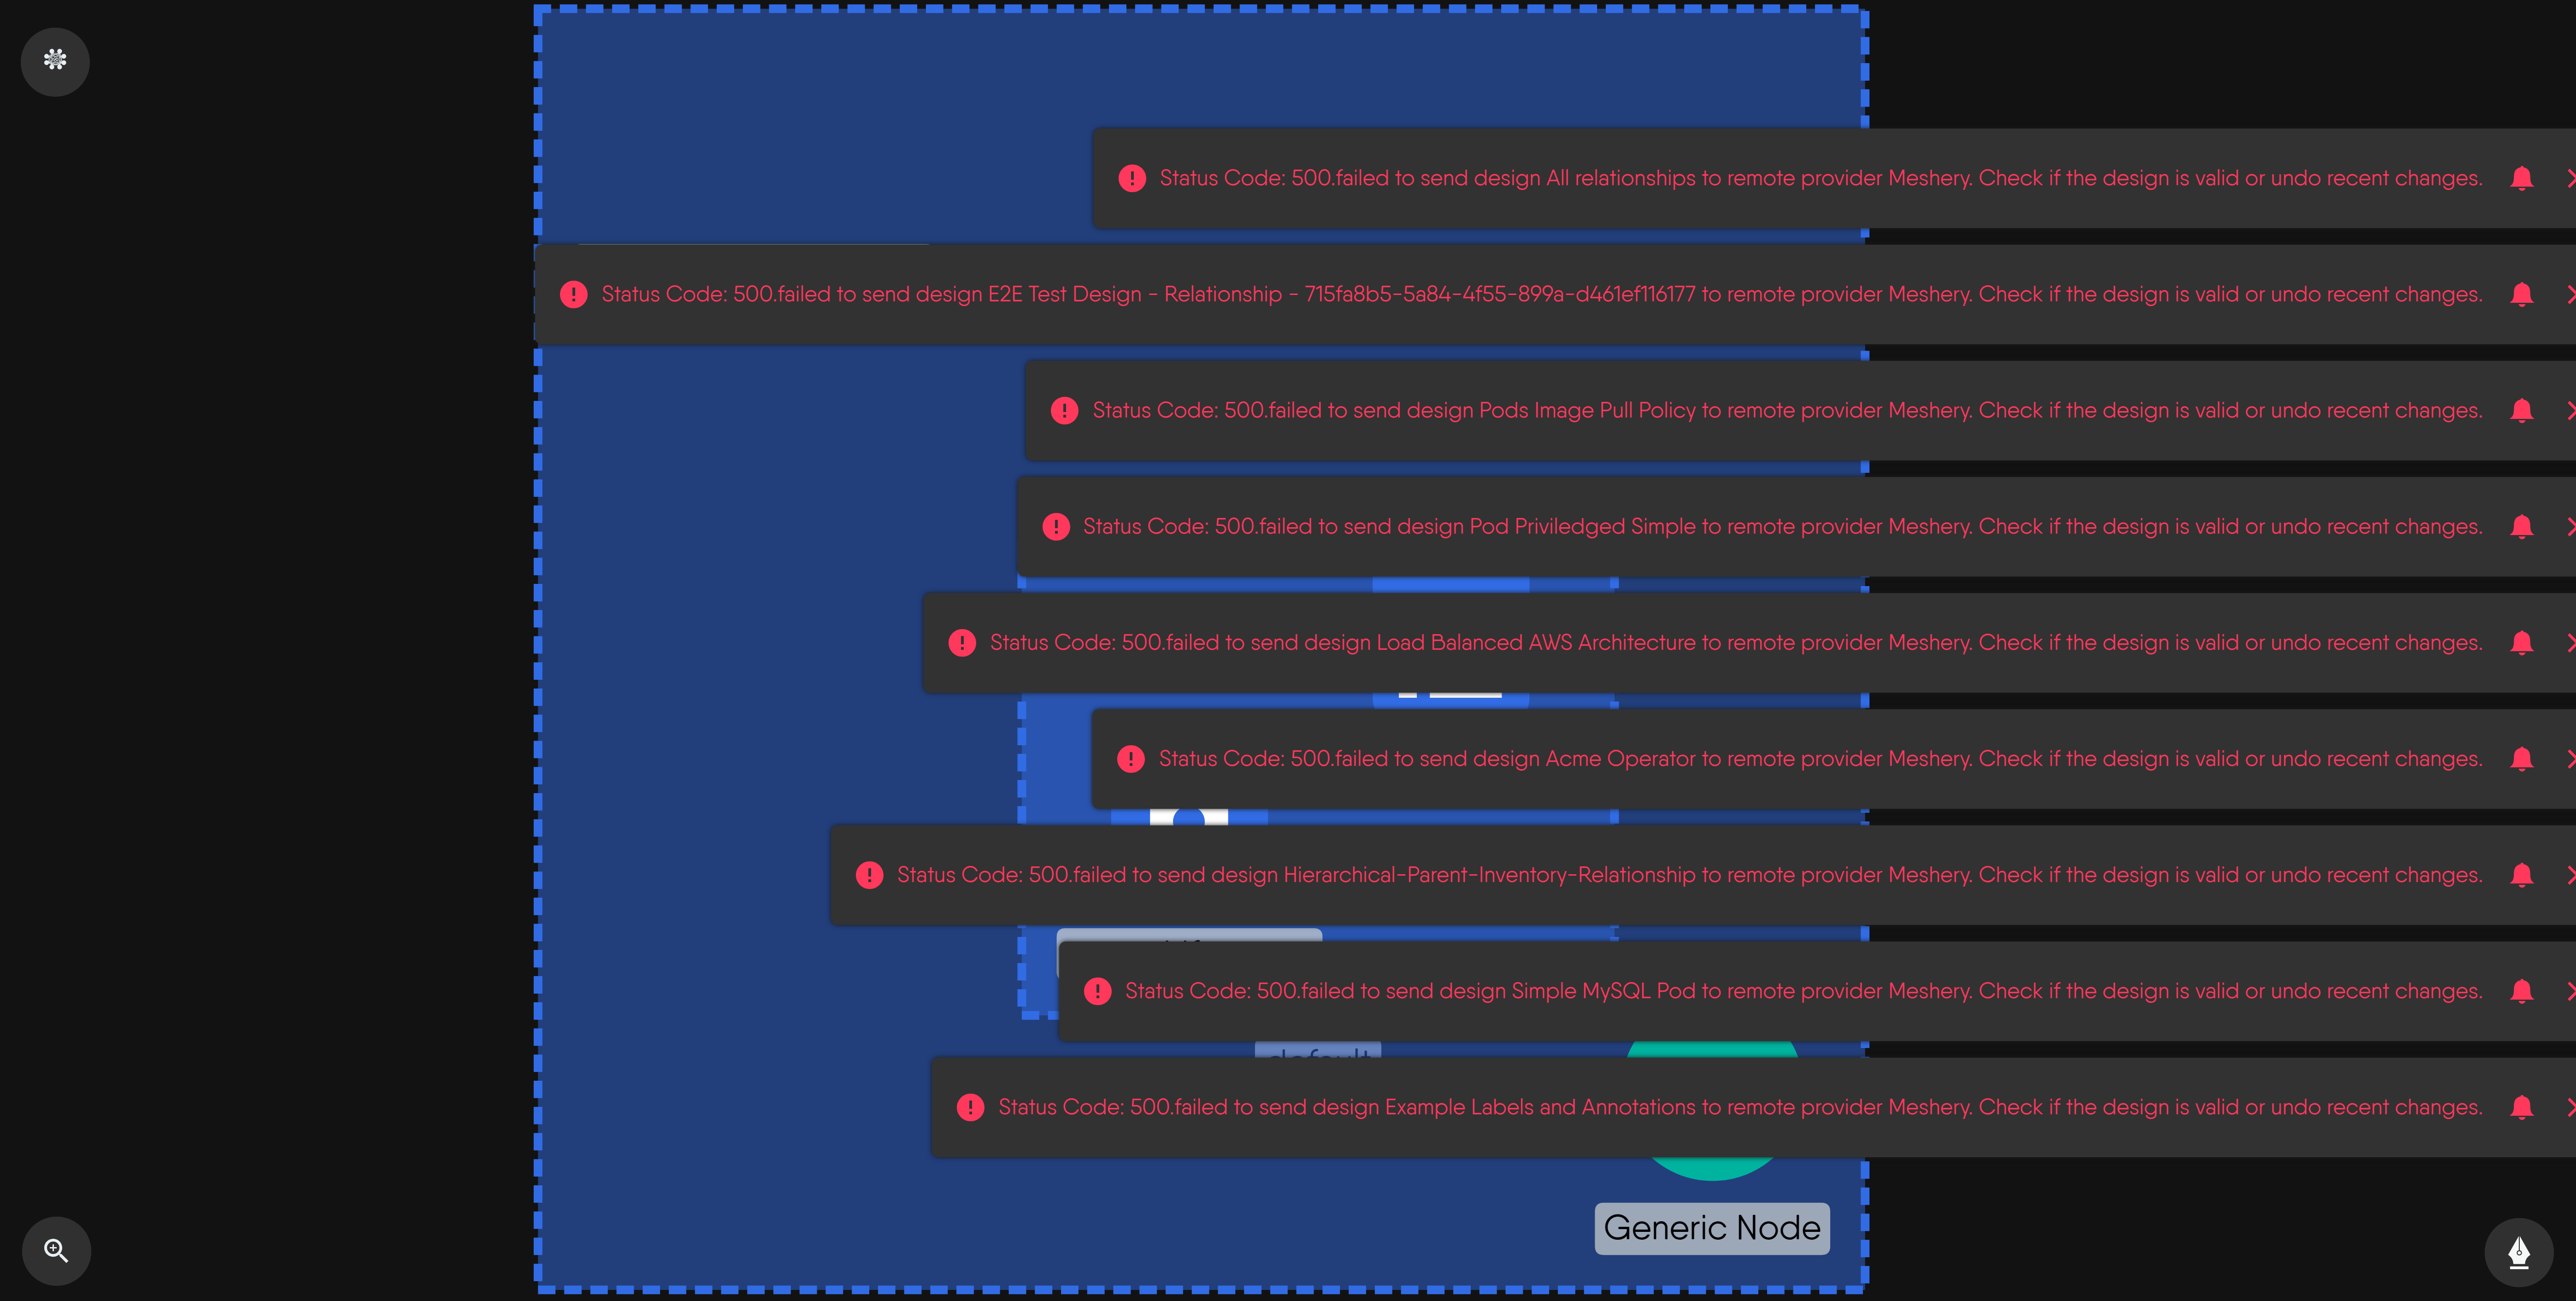 Status Code: 500.failed to send design All relationships to remote provider Meshery. Check if the design is valid or undo recent changes.
Status Code: 500.failed to send design E2E Test Design - Relationship - 715fa8b5-5a84-4f55-899a-d461ef116177 to remote provider Meshery. Check if the design is valid or undo recent changes.
Status Code: 500.failed to send design Pods Image Pull Policy to remote provider Meshery. Check if the design is valid or undo recent changes.
Status Code: 500.failed to send design Pod Priviledged Simple to remote provider Meshery. Check if the design is valid or undo recent changes.
Status Code: 500.failed to send design Load Balanced AWS Architecture to remote provider Meshery. Check if the design is valid or undo recent changes.
Status Code: 500.failed to send design Acme Operator to remote provider Meshery. Check if the design is valid or undo recent changes.
Status Code: 500.failed to send design Hierarchical-Parent-Inventory-Relationship to remote provider Meshery. Check if the design is valid or undo recent changes.
Status Code: 500.failed to send design Simple MySQL Pod to remote provider Meshery. Check if the design is valid or undo recent changes.
default
Status Code: 500.failed to send design Example Labels and Annotations to remote provider Meshery. Check if the design is valid or undo recent changes.
Generic Node